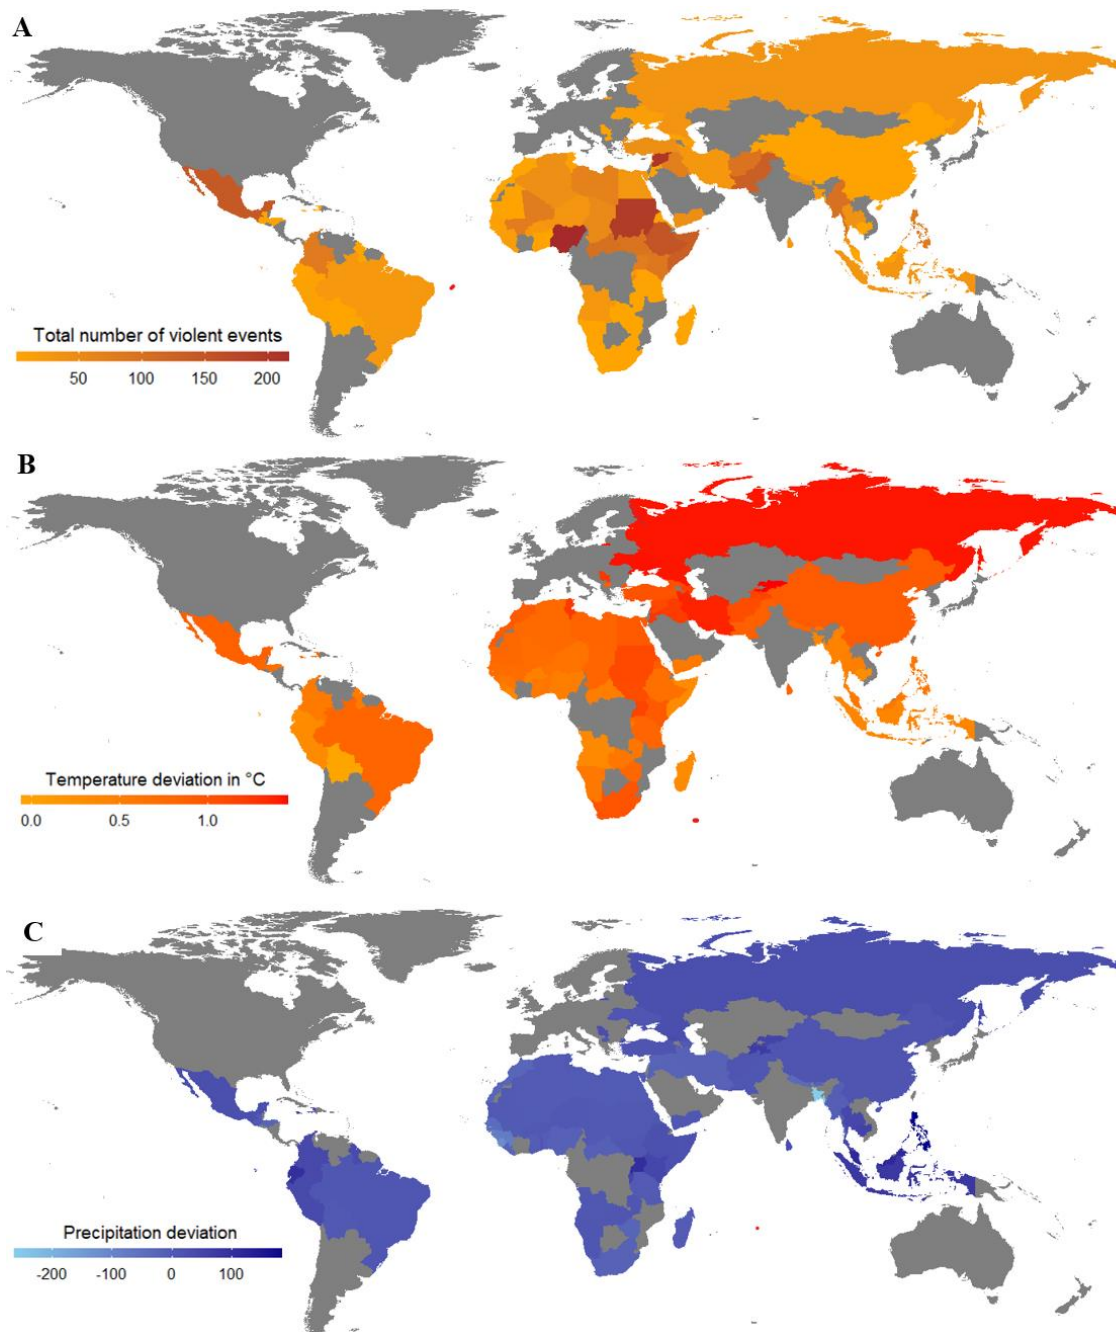 A
Total number of violent events
50 100 150 200
B
Temperature deviation in °C
0.0 0.5 1.0
C
Precipitation deviation
-200 -100 0 100